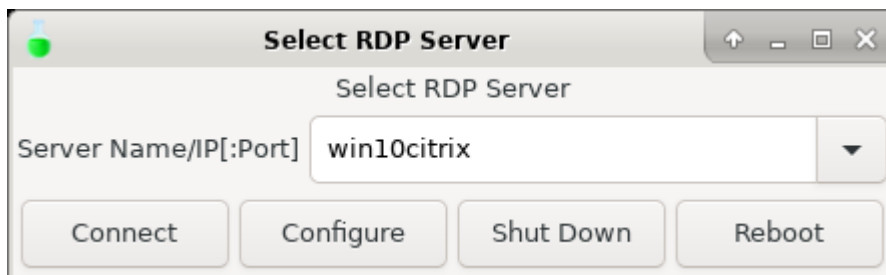 Select RDP Server
Select RDP Server
Server Name/IP[:Port] win10citrix
Connect Configure Shut Down Reboot